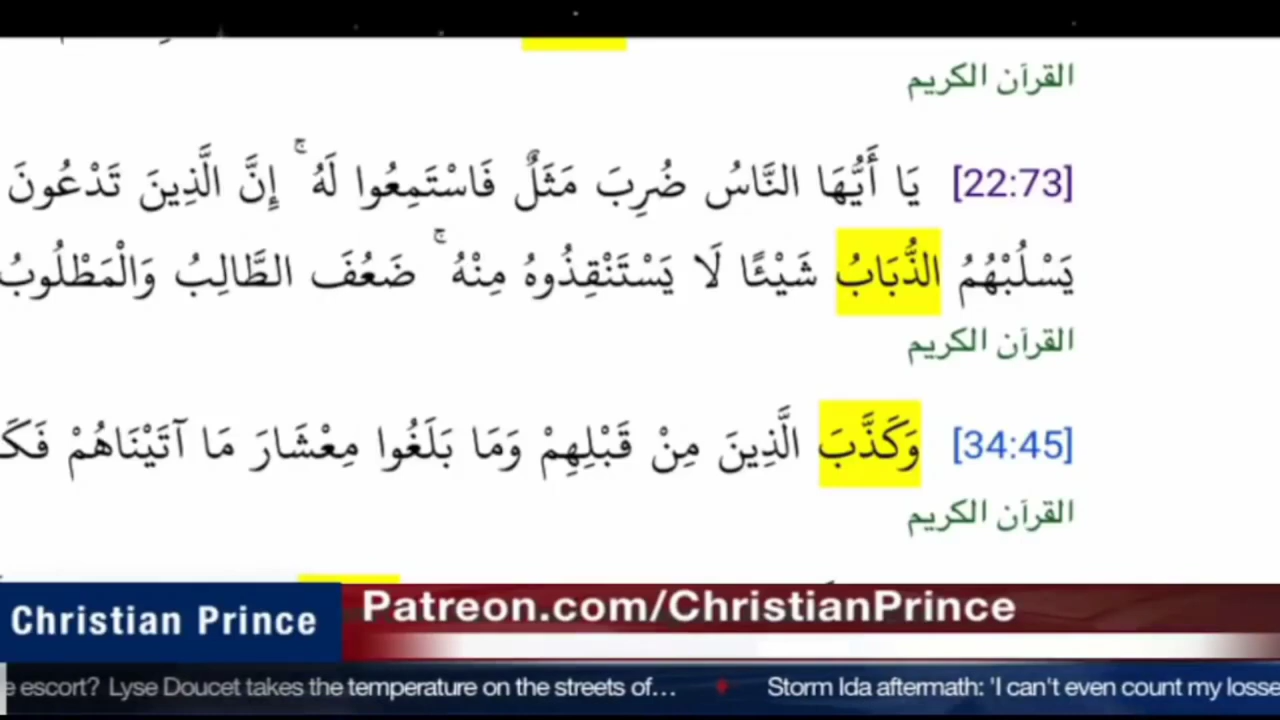 القرآن الكريم
[22:73] يَا أَيُّهَا النَّاسُ ضُرِبَ مَثَلٌ فَاسْتَمِعُوا لَهُ ۚ إِنَّ الَّذِينَ تَدْعُونَ
يَسْلُبْهُمُ الذُّبَابُ شَيْئًا لَا يَسْتَنْقِذُوهُ مِنْهُ ۚ ضَعُفَ الطَّالِبُ وَالْمَطْلُوبُ
القرآن الكريم
[34:45] وَكَذَّبَ الَّذِينَ مِنْ قَبْلِهِمْ وَمَا بَلَغُوا مِعْشَارَ مَا آتَيْنَاهُمْ فَكَ
القرآن الكريم
Christian Prince
Patreon.com/ChristianPrince
e escort? Lyse Doucet takes the temperature on the streets of... Storm Ida aftermath: 'I can't even count my losse